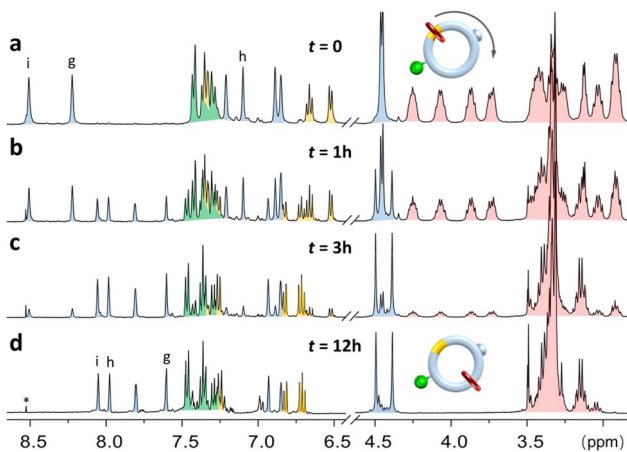 a
t = 0
i
g
h
b
t = 1h
c
t = 3h
d
t = 12h
i
h
g
*
8.5 8.0 7.5 7.0 6.5 4.5 4.0 3.5 (ppm)